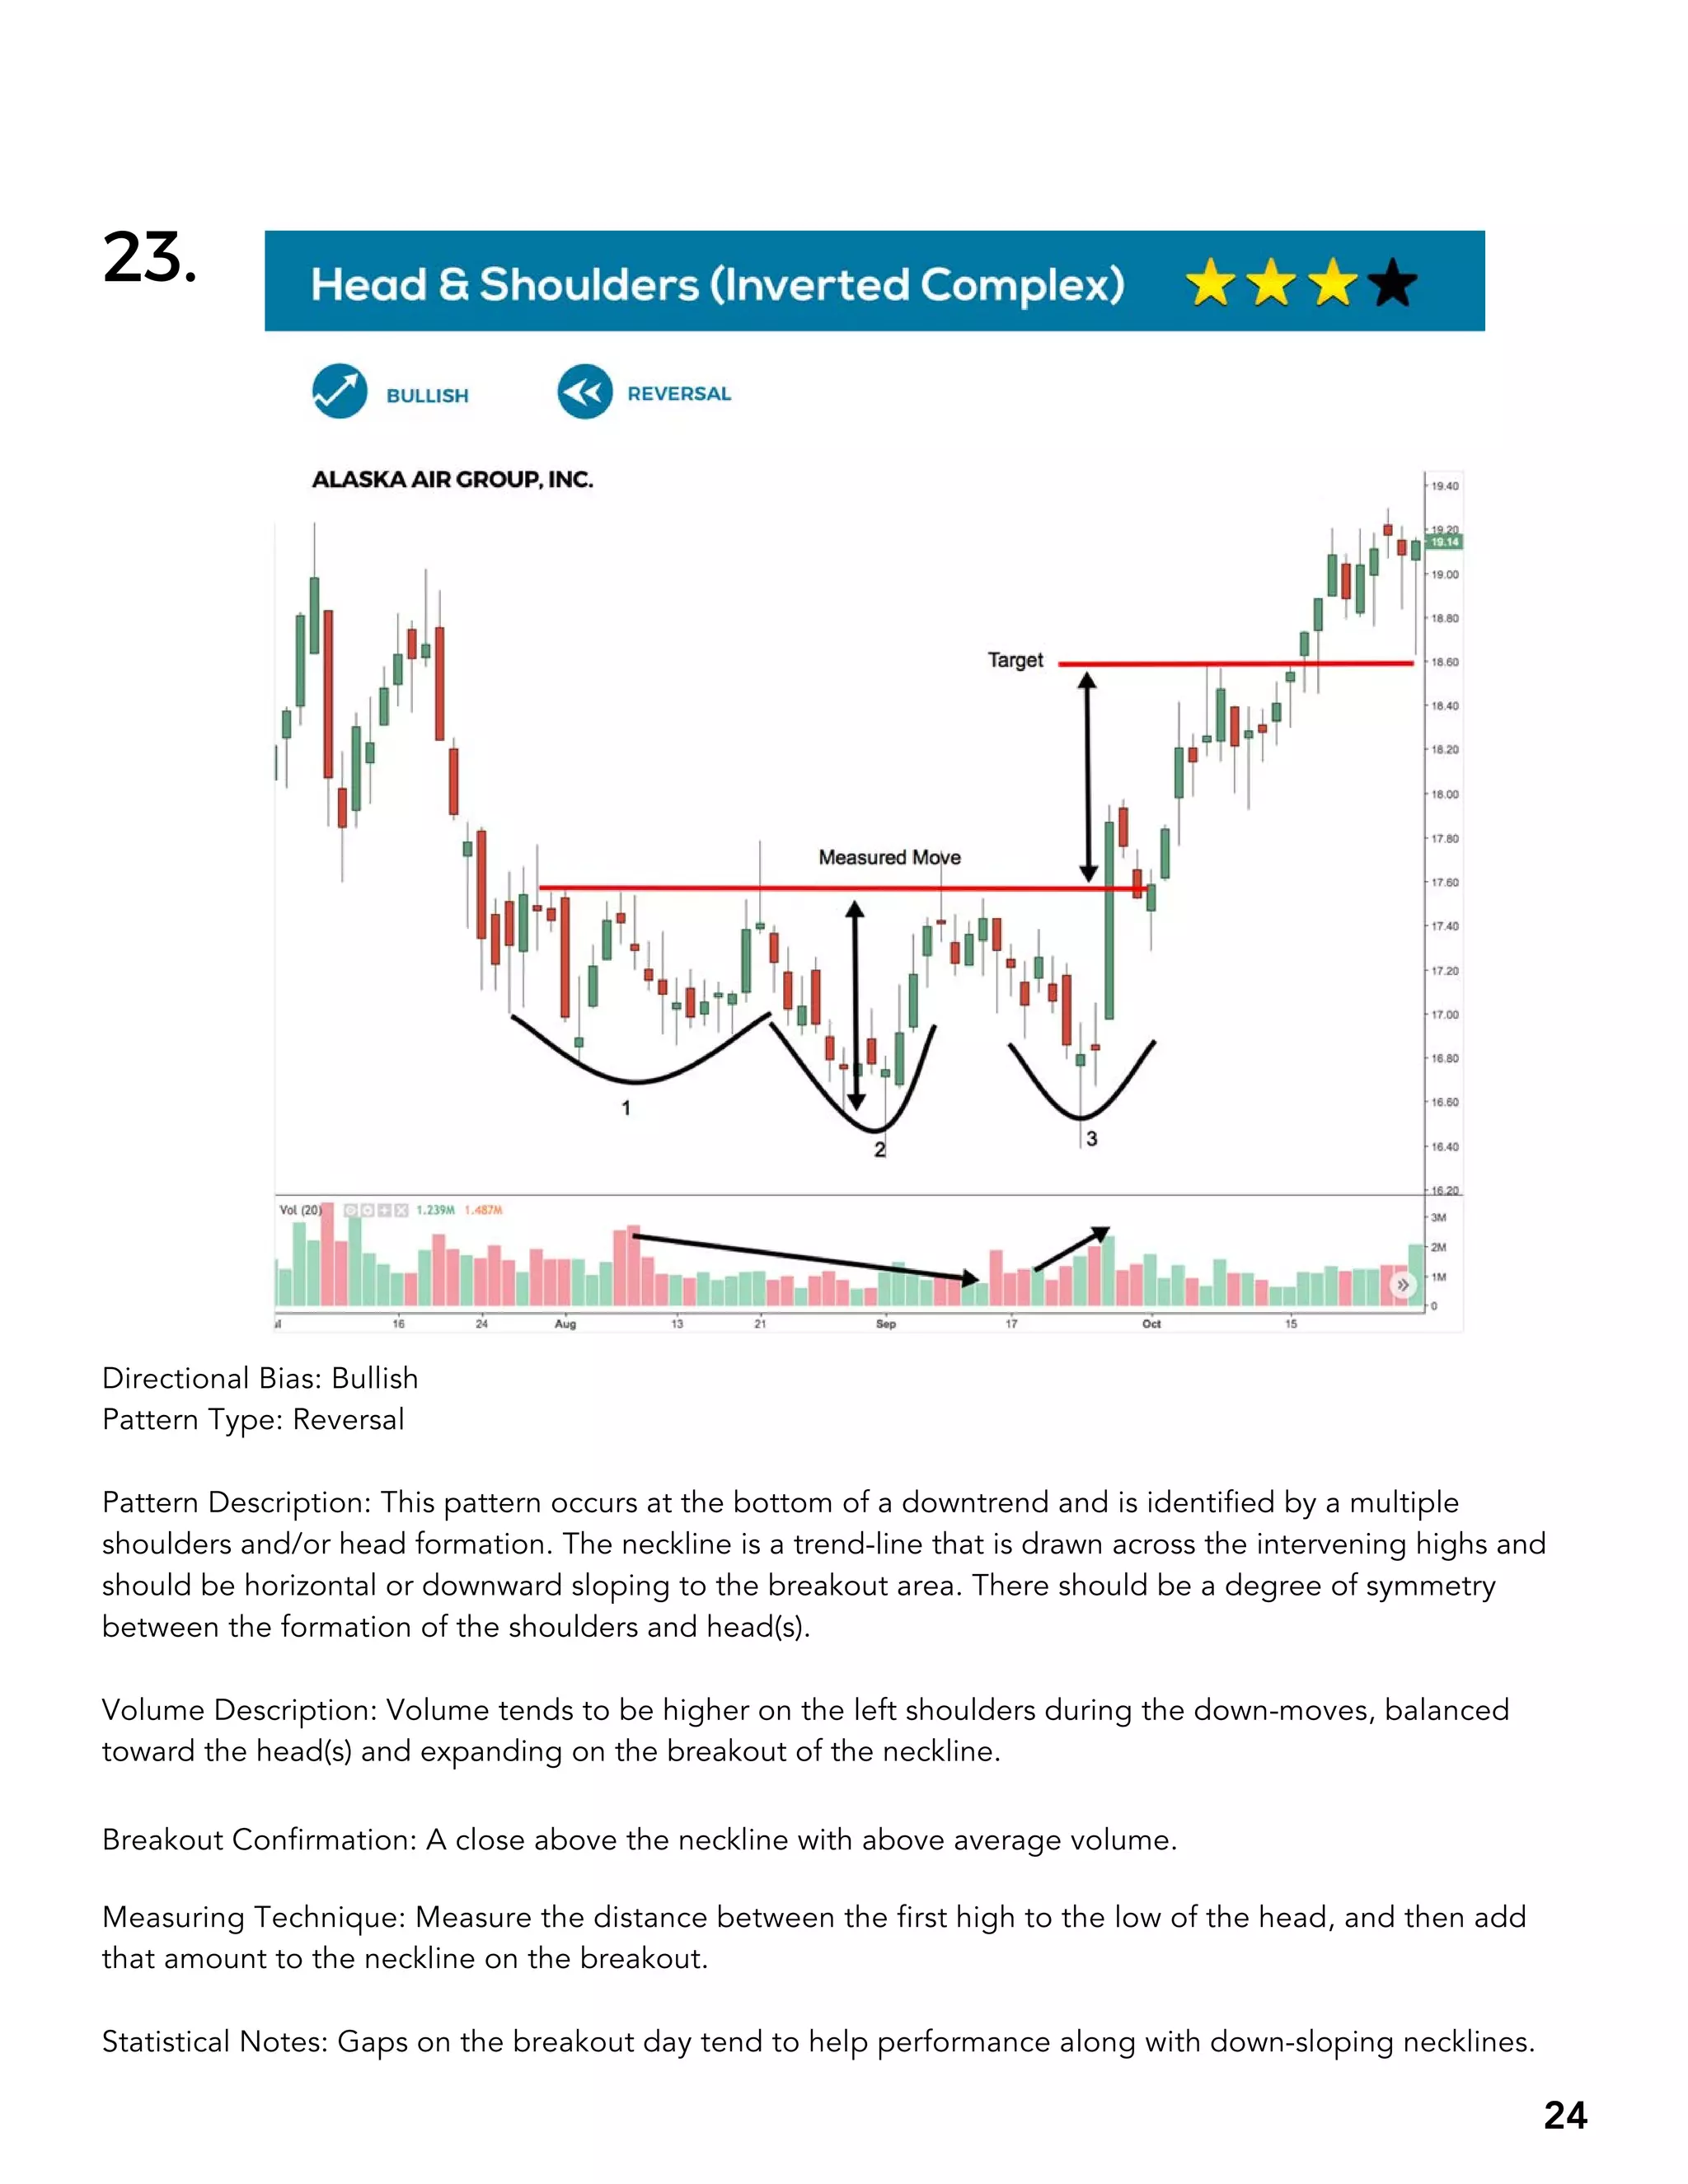 23.
Head & Shoulders (Inverted Complex)
BULLISH
REVERSAL
ALASKA AIR GROUP, INC.
19.40
19.20
19.14
19.00
18.80
Target
18.60
18.40
18.20
18.00
17.80
Measured Move
17.60
17.40
17.20
17.00
16.80
16.60
1
2
3
16.40
16.20
Vol (20)
1.239M 1.487M
3M
2M
1M
0
16 24 Aug 13 21 Sep 17 Oct 15
Directional Bias: Bullish
Pattern Type: Reversal
Pattern Description: This pattern occurs at the bottom of a downtrend and is identified by a multiple
shoulders and/or head formation. The neckline is a trend-line that is drawn across the intervening highs and
should be horizontal or downward sloping to the breakout area. There should be a degree of symmetry
between the formation of the shoulders and head(s).
Volume Description: Volume tends to be higher on the left shoulders during the down-moves, balanced
toward the head(s) and expanding on the breakout of the neckline.
Breakout Confirmation: A close above the neckline with above average volume.
Measuring Technique: Measure the distance between the first high to the low of the head, and then add
that amount to the neckline on the breakout.
Statistical Notes: Gaps on the breakout day tend to help performance along with down-sloping necklines.
24